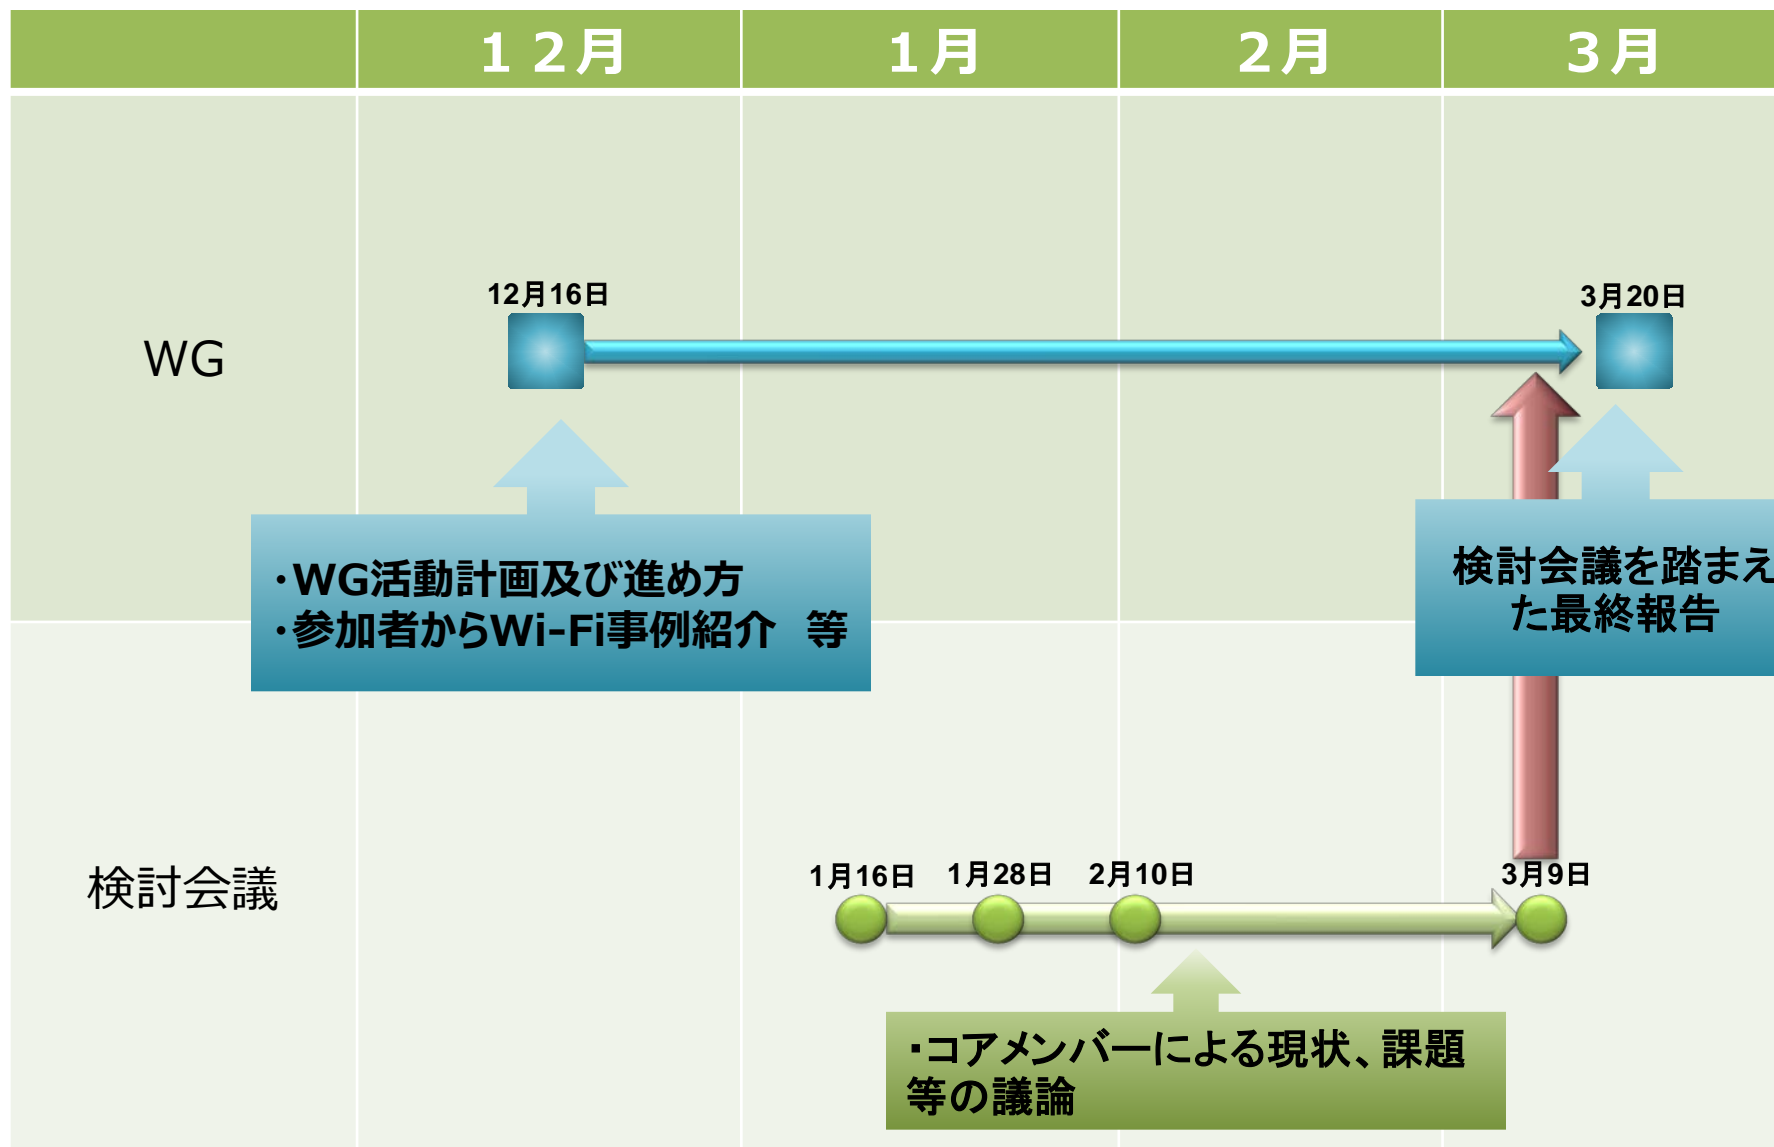 １２月
１月
２月
３月
12月16日
3月20日
WG
・WG活動計画及び進め方
・参加者からWi-Fi事例紹介　等
検討会議を踏まえ
た最終報告
検討会議
1月16日
1月28日
2月10日
3月9日
・コアメンバーによる現状、課題
等の議論